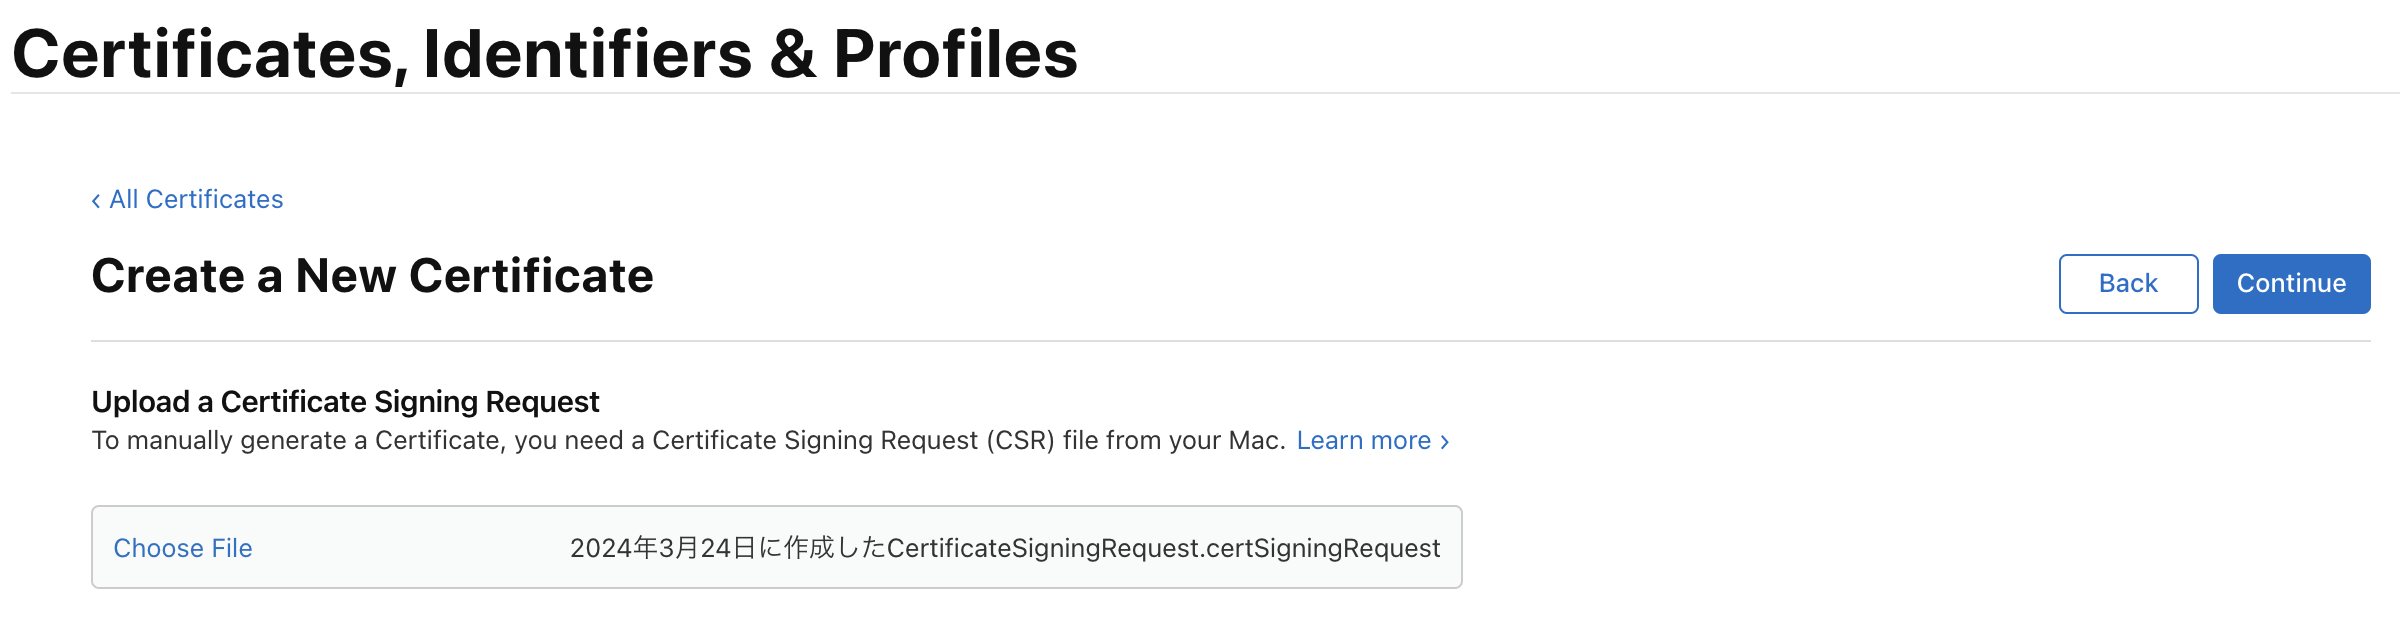 Certificates, Identifiers & Profiles
‹ All Certificates
Create a New Certificate
Back
Continue
Upload a Certificate Signing Request
To manually generate a Certificate, you need a Certificate Signing Request (CSR) file from your Mac. Learn more ›
Choose File
2024年3月24日に作成したCertificateSigningRequest.certSigningRequest